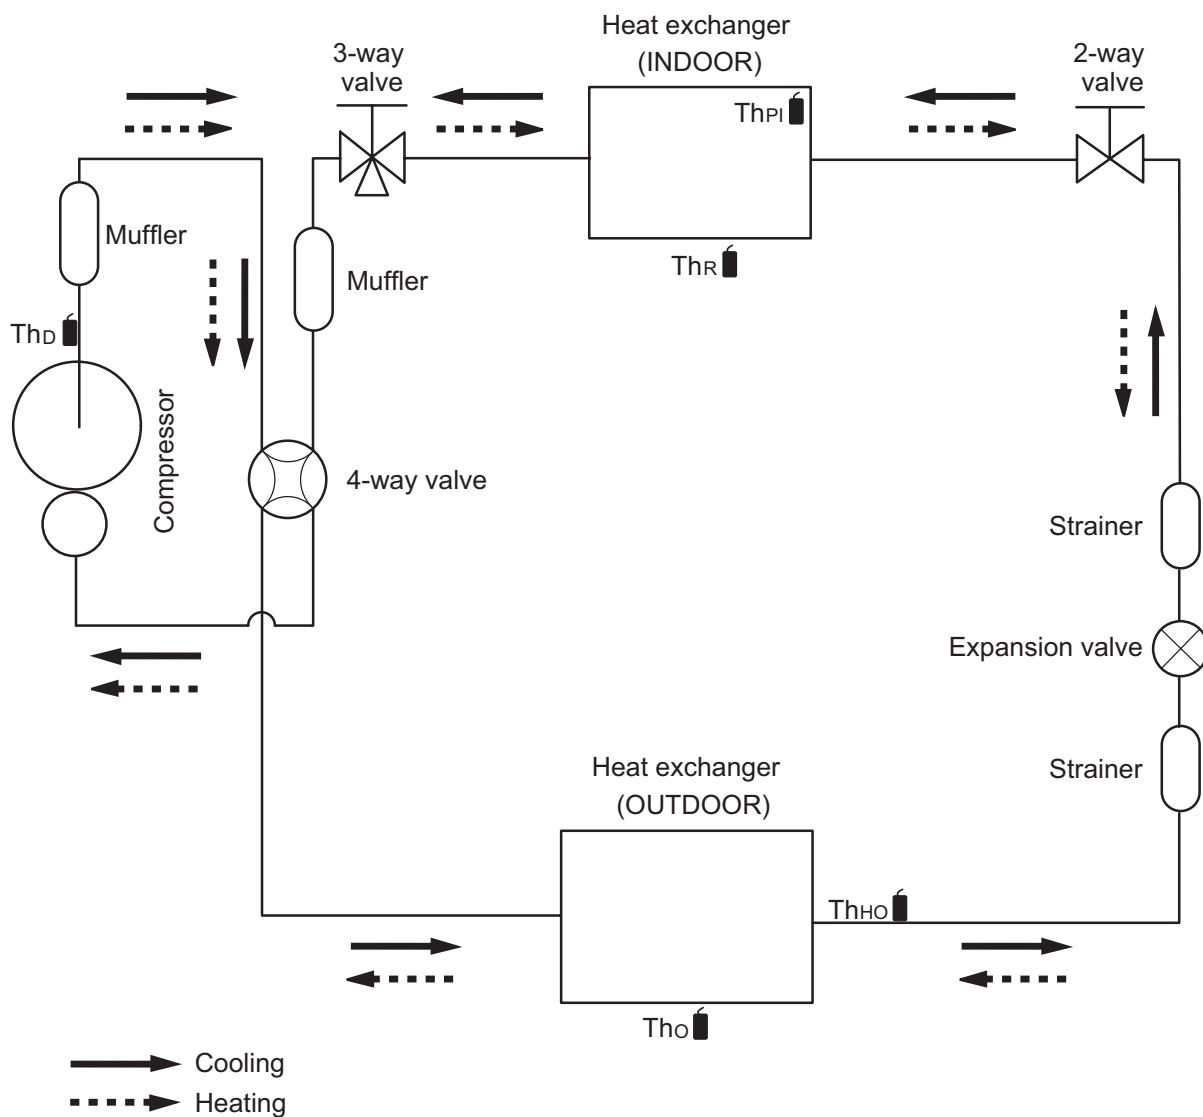 Heat exchanger
(INDOOR)
3-way
valve
2-way
valve
ThPI
Muffler
ThR
Muffler
ThD
Compressor
4-way valve
Strainer
Expansion valve
Heat exchanger
(OUTDOOR)
Strainer
ThHO
ThO
Cooling
Heating